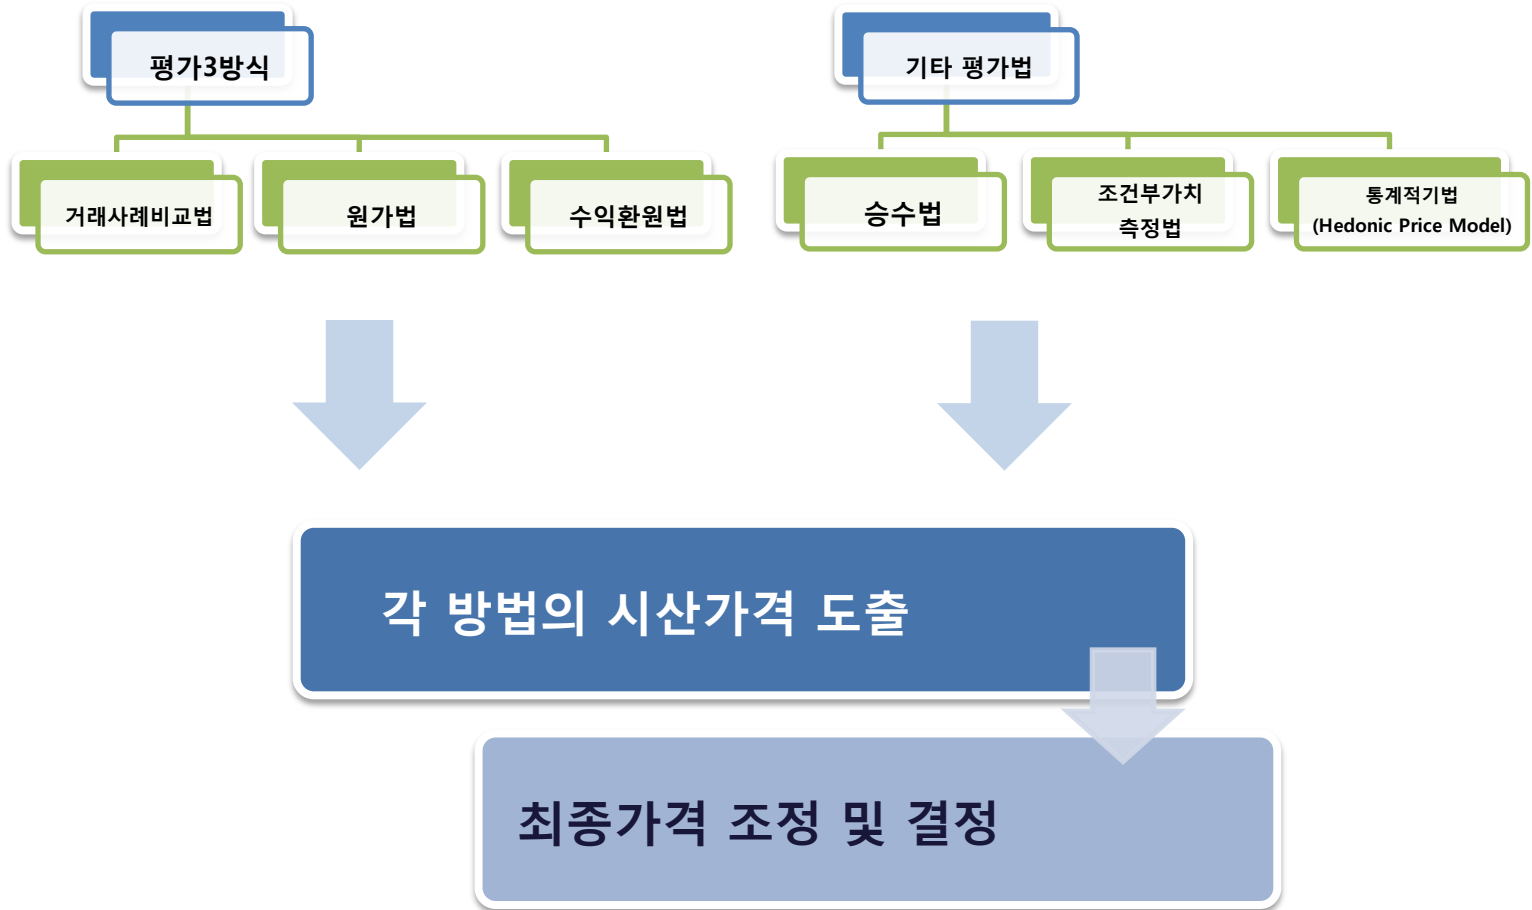 평가3방식
거래사례비교법
원가법
수익환원법
기타 평가법
승수법
조건부가치
측정법
통계적기법
(Hedonic Price Model)
각 방법의 시산가격 도출
최종가격 조정 및 결정